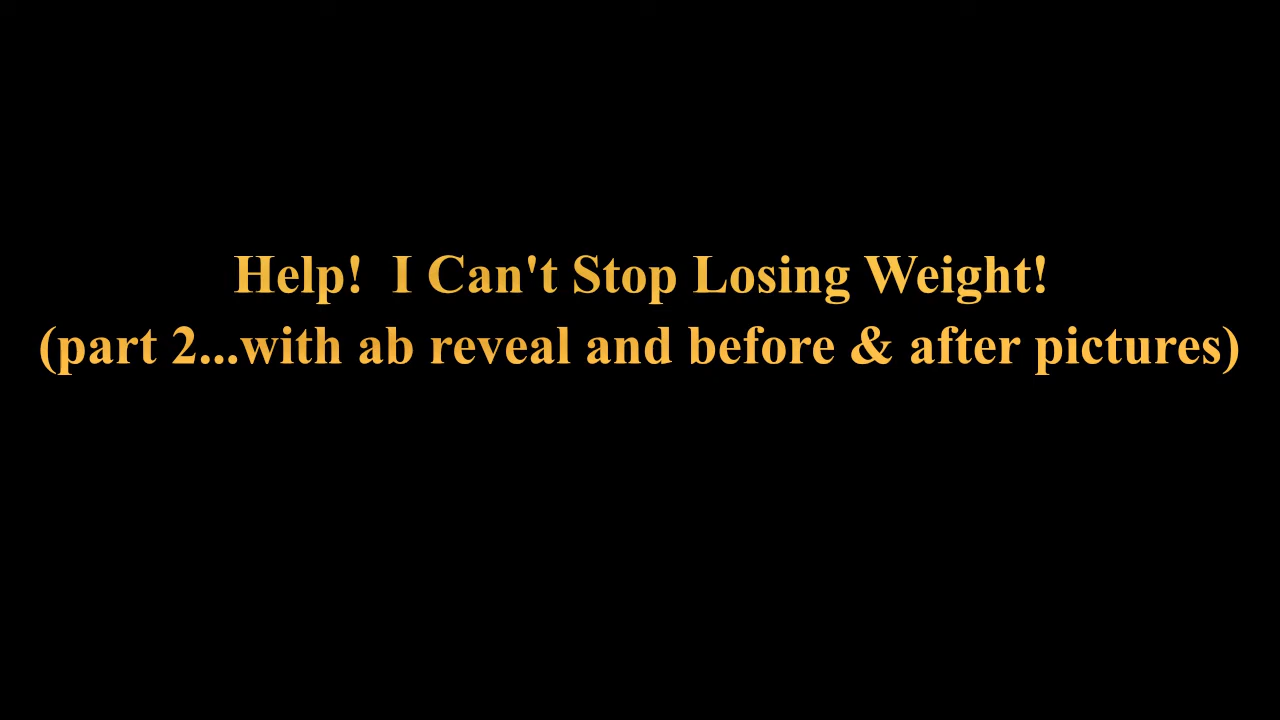 Help!  I Can't Stop Losing Weight!
(part 2...with ab reveal and before & after pictures)